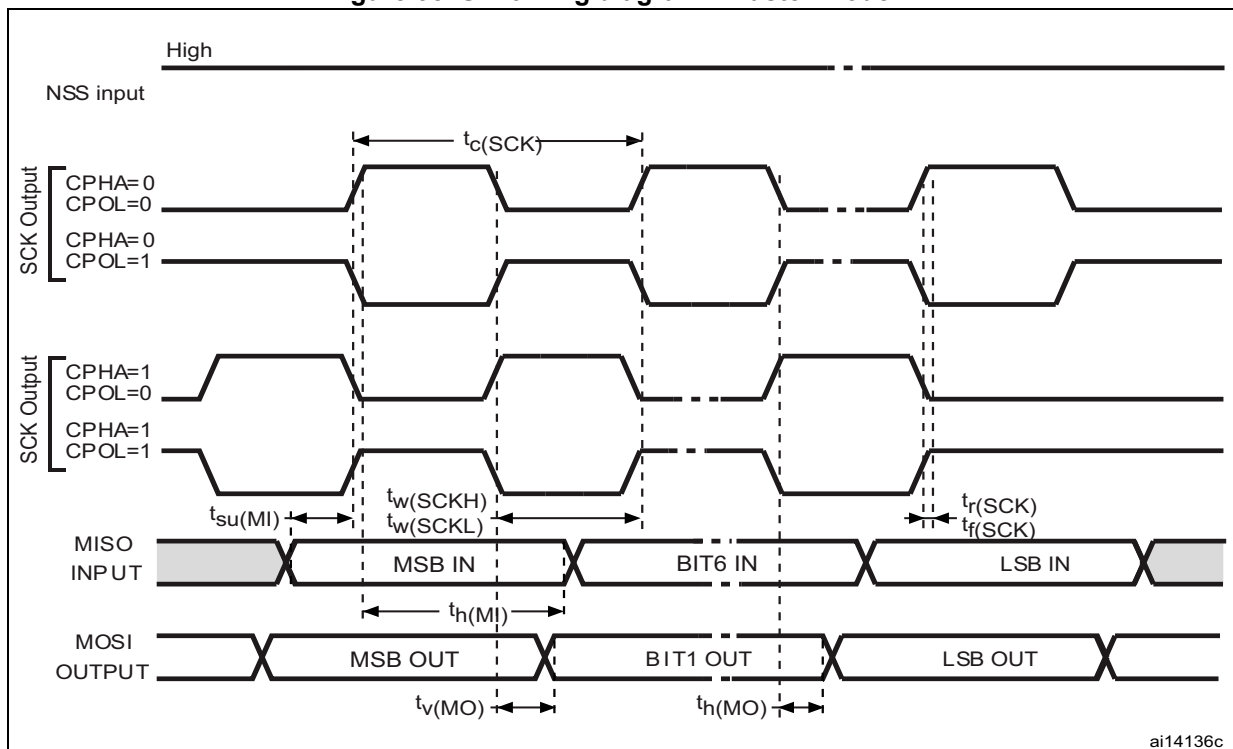 High
NSS input
tc(SCK)
SCK Output
CPHA=0
CPOL=0
CPHA=0
CPOL=1
SCK Output
CPHA=1
CPOL=0
CPHA=1
CPOL=1
tsu(MI)
tw(SCKH)
tw(SCKL)
tr(SCK)
tf(SCK)
MISO
INPUT
MSB IN
BIT6 IN
LSB IN
th(MI)
MOSI
OUTPUT
MSB OUT
BIT1 OUT
LSB OUT
tv(MO)
th(MO)
ai14136c